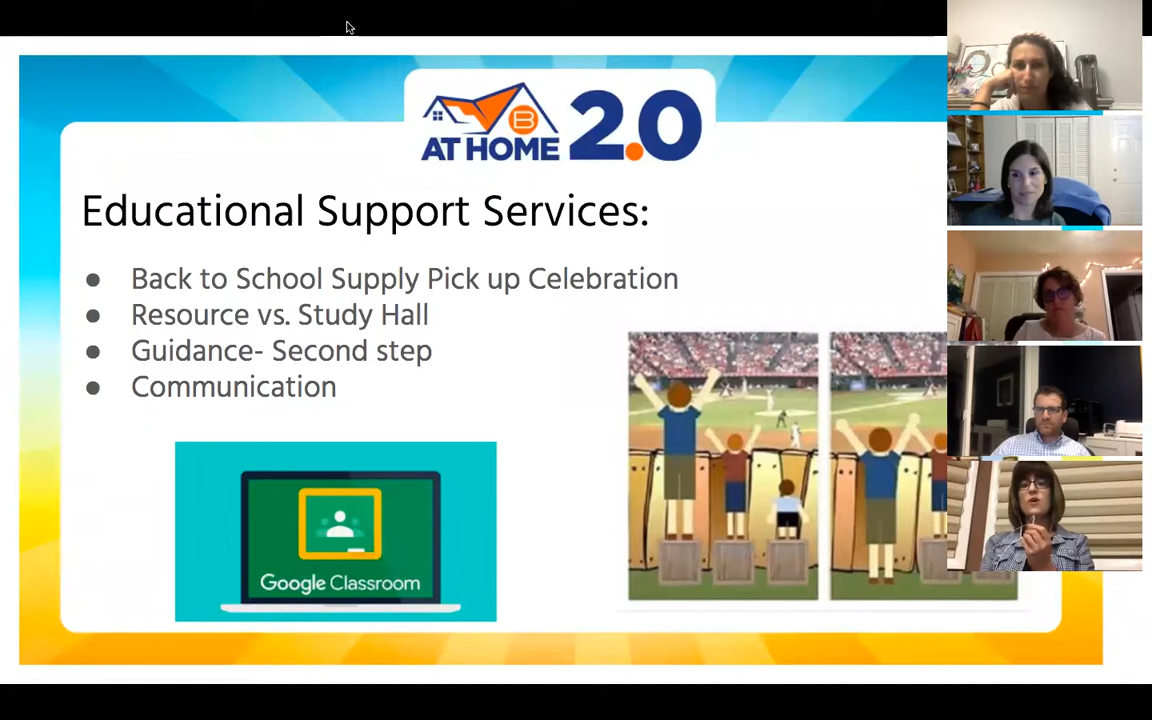 B
AT HOME 2.0
Educational Support Services:
● Back to School Supply Pick up Celebration
● Resource vs. Study Hall
● Guidance- Second step
● Communication
Google Classroom